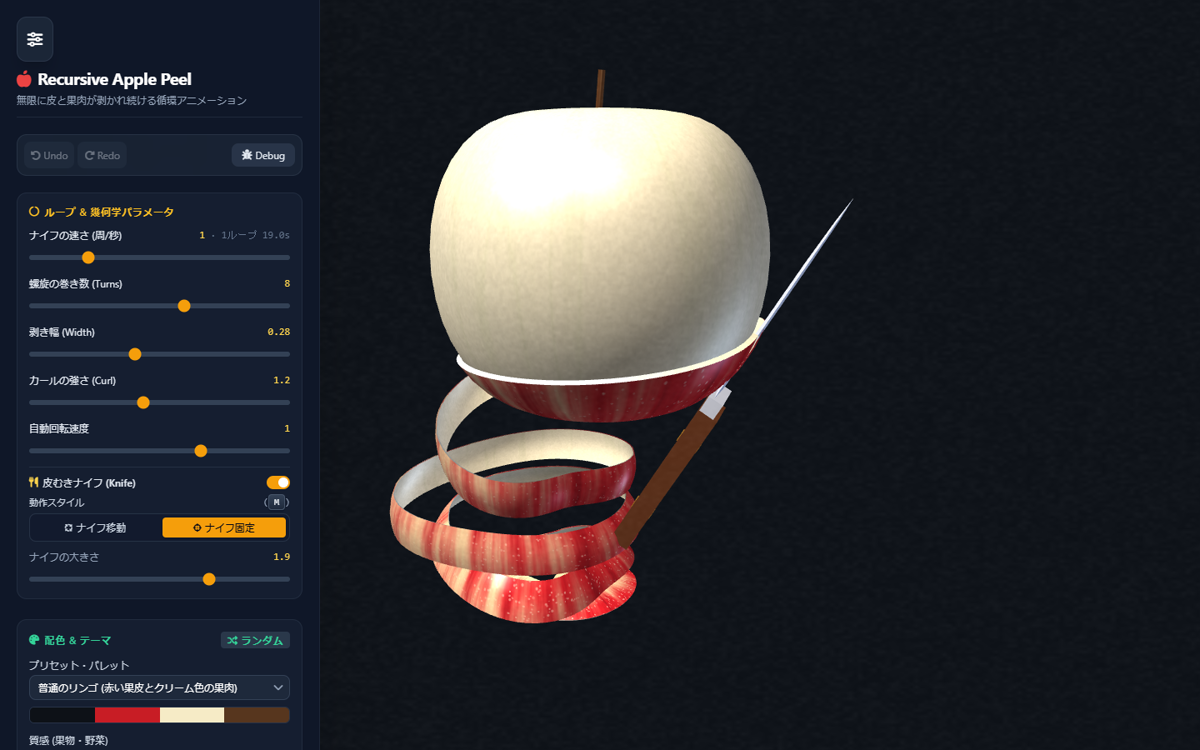 Recursive Apple Peel
無限に皮と果肉が剥かれ続ける循環アニメーション
Undo Redo Debug
ループ & 幾何学パラメータ
ナイフの速さ (周/秒) 1 · 1ループ 19.0s
螺旋の巻き数 (Turns) 8
剥き幅 (Width) 0.28
カールの強さ (Curl) 1.2
自動回転速度 1
皮むきナイフ (Knife)
動作スタイル (M)
ナイフ移動 ナイフ固定
ナイフの大きさ 1.9
配色 & テーマ ランダム
プリセット・パレット
普通のリンゴ (赤い果皮とクリーム色の果肉)
質感 (果物・野菜)